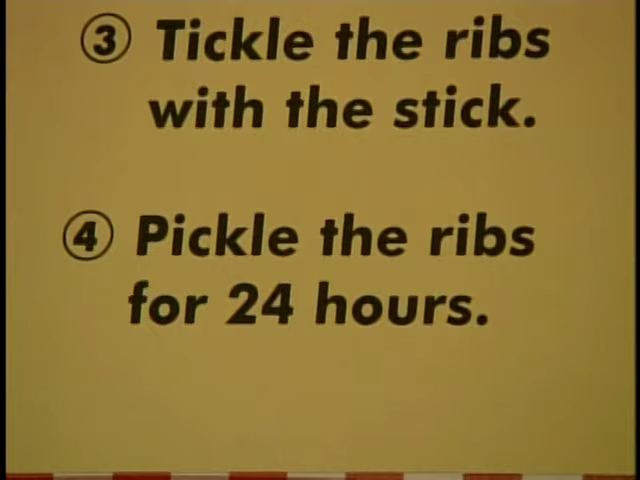 ③ Tickle the ribs
with the stick.
④ Pickle the ribs
for 24 hours.